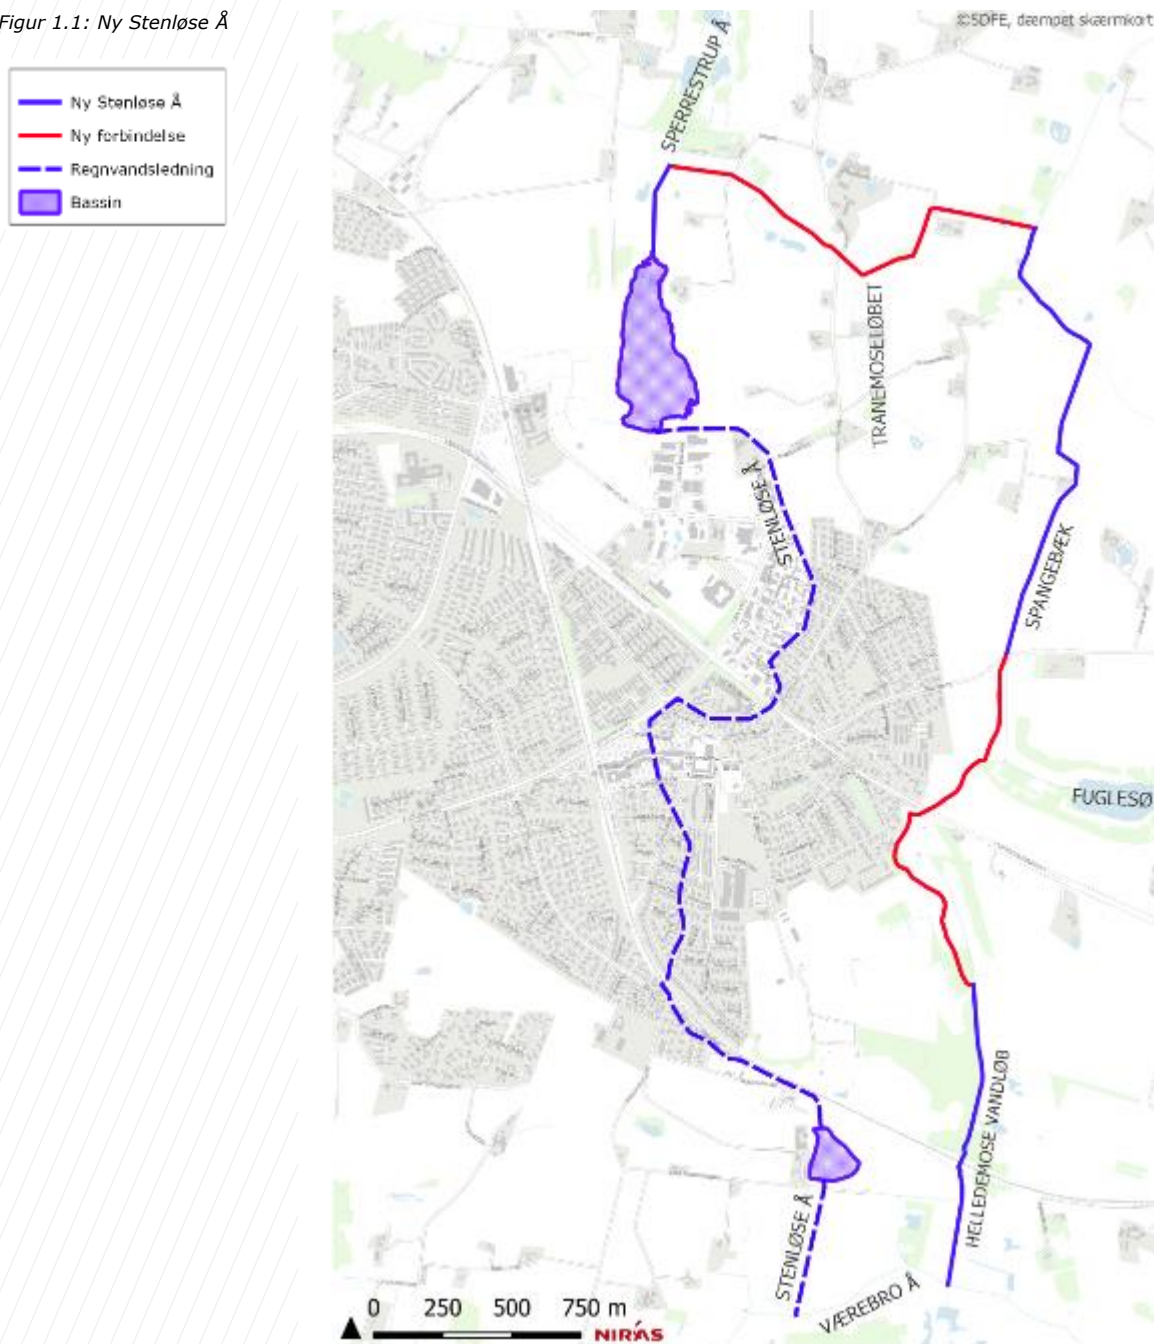 Figur 1.1: Ny Stenløse Å
©SDFE, dæmpet skærmkort
Ny Stenløse Å
Ny forbindelse
Regnvandsledning
Bassin
SPERRESTRUP Å
TRANEMOSELØBET
STENLØSE Å
SPANGEBÆK
FUGLESØ
HELLEDEMOSE VANDLØB
STENLØSE Å
VÆREBRO Å
0 250 500 750 m
NIRAS